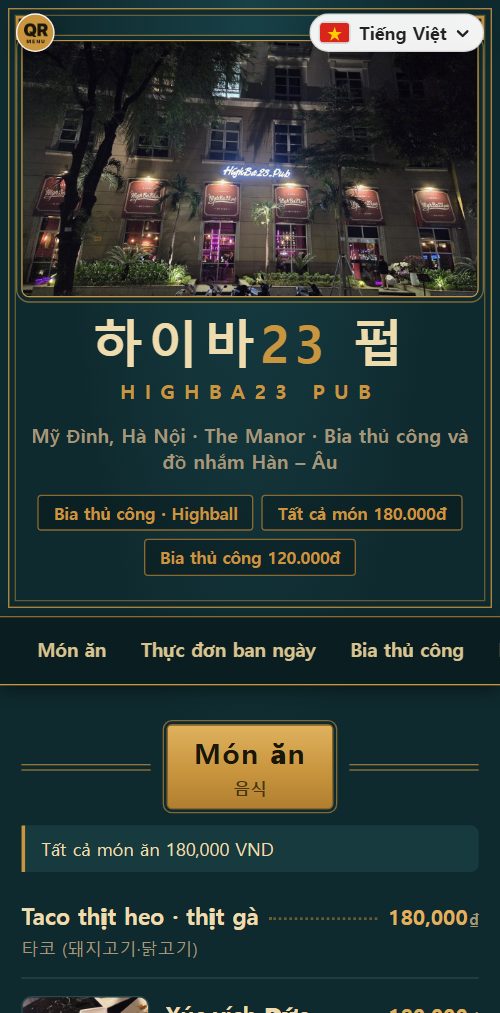 QR
MENU
Tiếng Việt
HighBa23.Pub
하이바23 펍
HIGHBA23 PUB
Mỹ Đình, Hà Nội · The Manor · Bia thủ công và
đồ nhắm Hàn – Âu
Bia thủ công · Highball
Tất cả món 180.000đ
Bia thủ công 120.000đ
Món ăn
Thực đơn ban ngày
Bia thủ công
Món ăn
음식
Tất cả món ăn 180,000 VND
Taco thịt heo · thịt gà 180,000₫
타코 (돼지고기·닭고기)